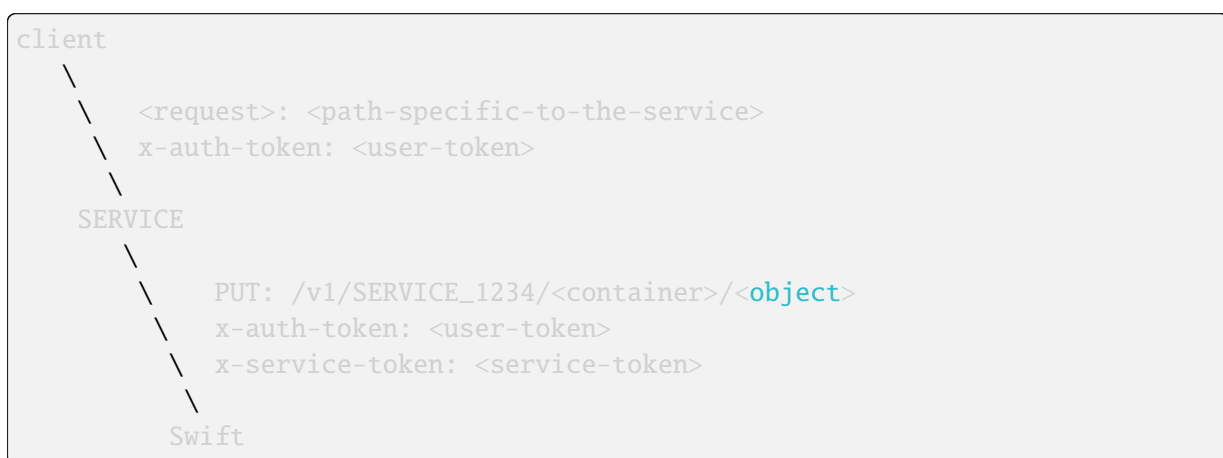 client
\
\
<request>: <path-specific-to-the-service>
\
x-auth-token: <user-token>
\
SERVICE
\
\
PUT: /v1/SERVICE_1234/<container>/<object>
\
x-auth-token: <user-token>
\
x-service-token: <service-token>
\
Swift